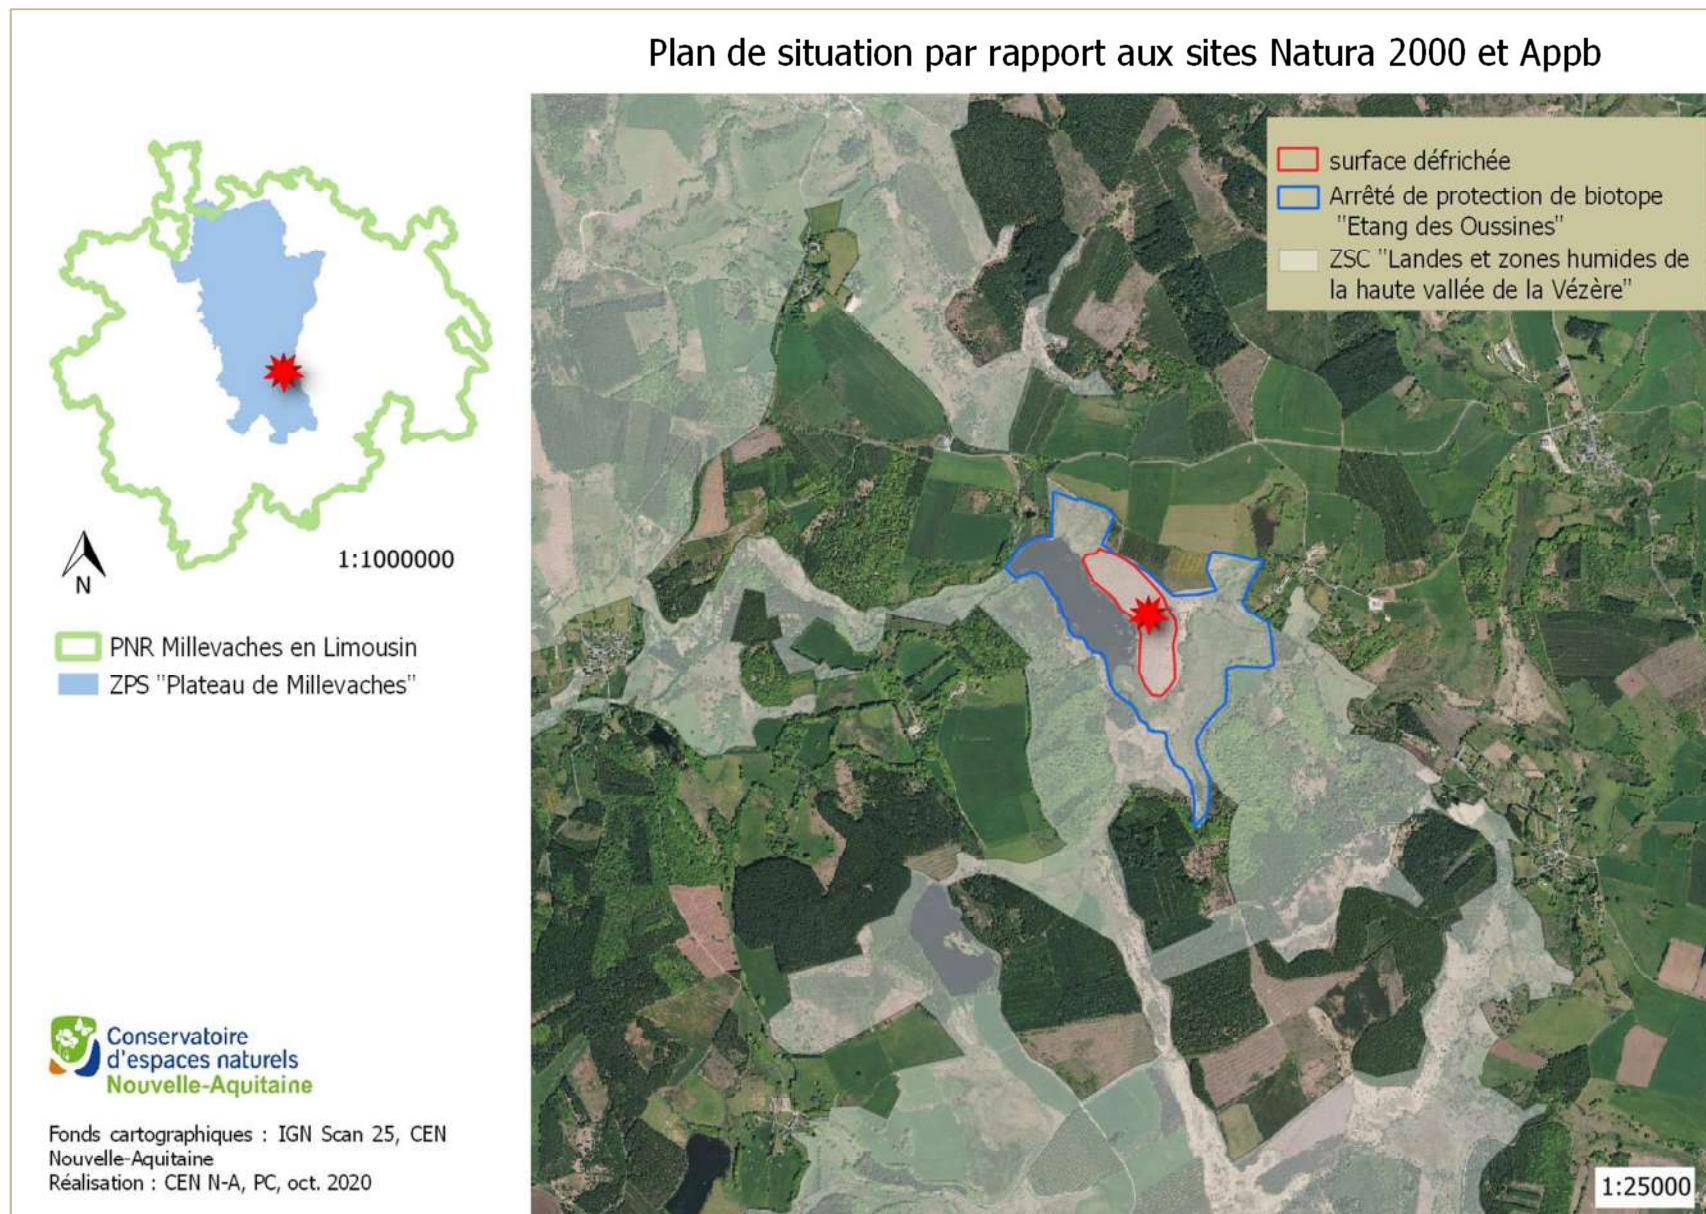 Plan de situation par rapport aux sites Natura 2000 et Appb
surface défrichée
Arrêté de protection de biotope
"Etang des Oussines"
ZSC "Landes et zones humides de
la haute vallée de la Vézère"
1:1000000
N
PNR Millevaches en Limousin
ZPS "Plateau de Millevaches"
Conservatoire
d'espaces naturels
Nouvelle-Aquitaine
Fonds cartographiques : IGN Scan 25, CEN
Nouvelle-Aquitaine
Réalisation : CEN N-A, PC, oct. 2020
1:25000